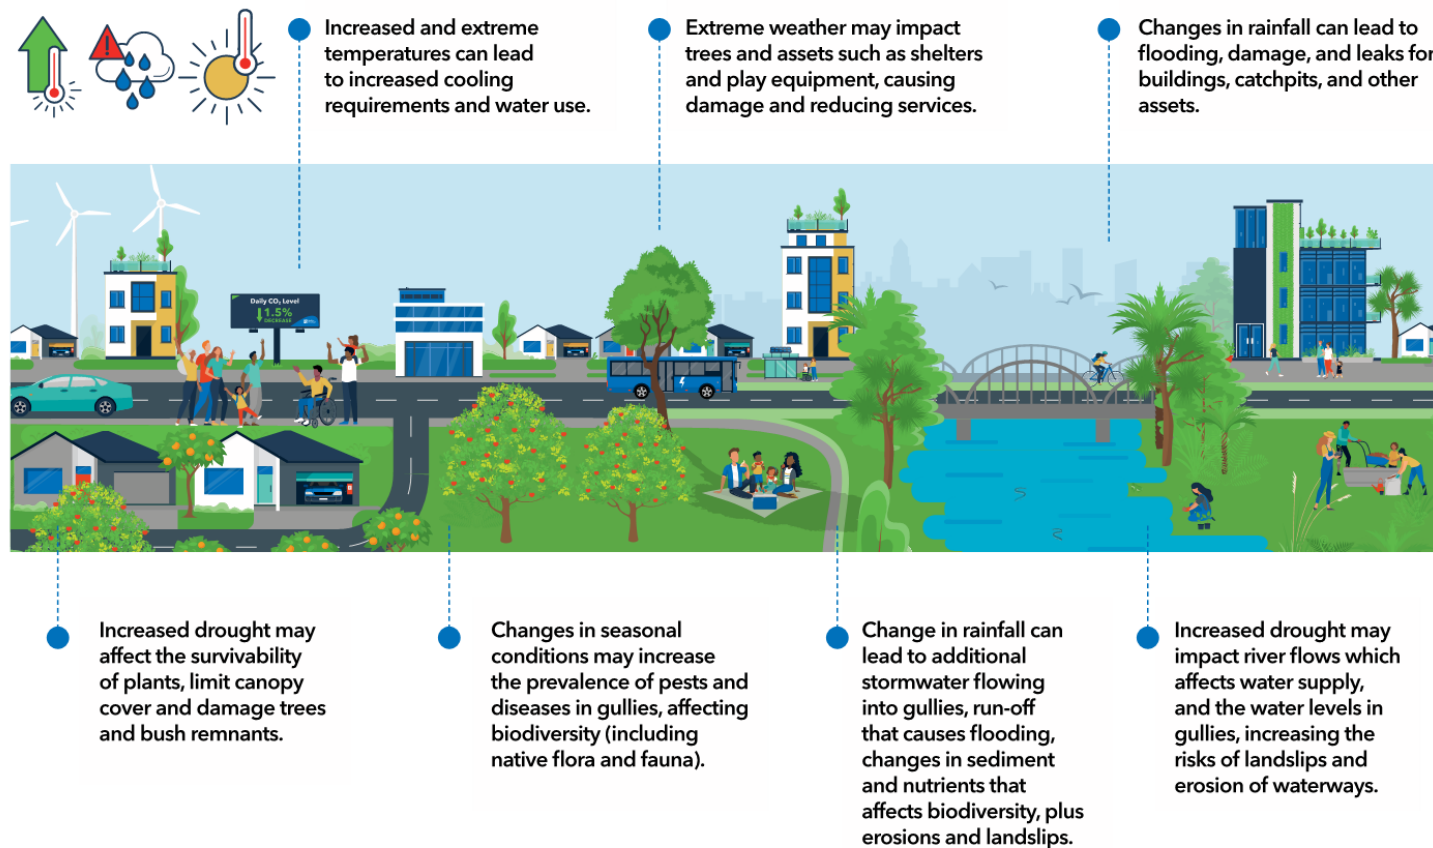 Increased and extreme
temperatures can lead
to increased cooling
requirements and water use.
Extreme weather may impact
trees and assets such as shelters
and play equipment, causing
damage and reducing services.
Changes in rainfall can lead to
flooding, damage, and leaks for
buildings, catchpits, and other
assets.
Daily CO₂ Level
1.5%
DECREASE
Increased drought may
affect the survivability
of plants, limit canopy
cover and damage trees
and bush remnants.
Changes in seasonal
conditions may increase
the prevalence of pests and
diseases in gullies, affecting
biodiversity (including
native flora and fauna).
Change in rainfall can
lead to additional
stormwater flowing
into gullies, run-off
that causes flooding,
changes in sediment
and nutrients that
affects biodiversity, plus
erosions and landslips.
Increased drought may
impact river flows which
affects water supply,
and the water levels in
gullies, increasing the
risks of landslips and
erosion of waterways.